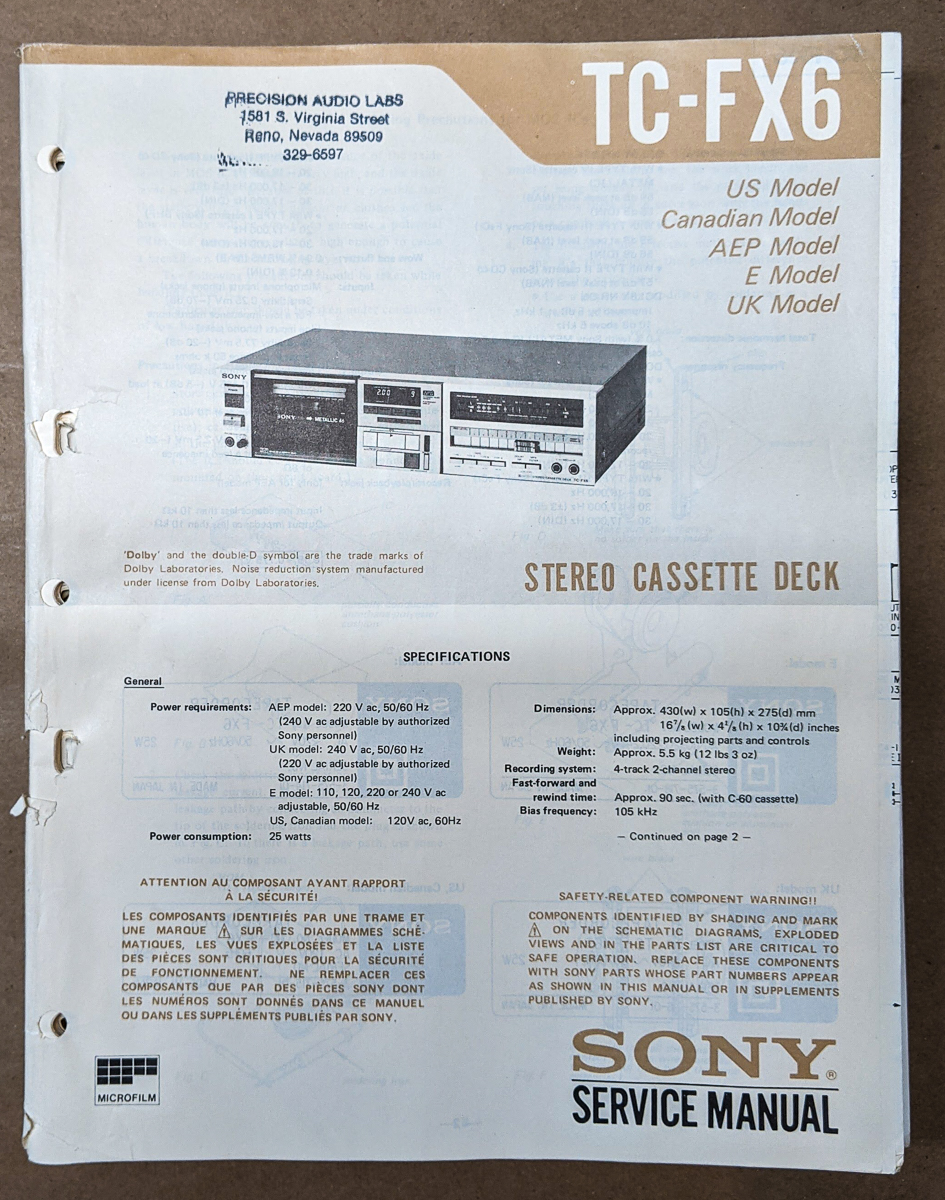 PRECISION AUDIO LABS
1581 S. Virginia Street
Reno, Nevada 89509
329-6597
TC-FX6
US Model
Canadian Model
AEP Model
E Model
UK Model
SONY
2.00
9
SONY
METALLIC 46
TC-FX6
'Dolby' and the double-D symbol are the trade marks of
Dolby Laboratories. Noise reduction system manufactured
under license from Dolby Laboratories.
STEREO CASSETTE DECK
SPECIFICATIONS
General
Power requirements: AEP model: 220 V ac, 50/60 Hz
(240 V ac adjustable by authorized
Sony personnel)
UK model: 240 V ac, 50/60 Hz
(220 V ac adjustable by authorized
Sony personnel)
E model: 110, 120, 220 or 240 V ac
adjustable, 50/60 Hz
US, Canadian model: 120V ac, 60Hz
Power consumption: 25 watts
Dimensions: Approx. 430(w) x 105(h) x 275(d) mm
16⁷/₈ (w) x 4¹/₈ (h) x 10¾(d) inches
including projecting parts and controls
Weight: Approx. 5.5 kg (12 lbs 3 oz)
Recording system: 4-track 2-channel stereo
Fast-forward and
rewind time: Approx. 90 sec. (with C-60 cassette)
Bias frequency: 105 kHz
— Continued on page 2 —
ATTENTION AU COMPOSANT AYANT RAPPORT
À LA SÉCURITÉ!
LES COMPOSANTS IDENTIFIÉS PAR UNE TRAME ET
UNE MARQUE ⚠ SUR LES DIAGRAMMES SCHÉ-
MATIQUES, LES VUES EXPLOSÉES ET LA LISTE
DES PIÈCES SONT CRITIQUES POUR LA SÉCURITÉ
DE FONCTIONNEMENT. NE REMPLACER CES
COMPOSANTS QUE PAR DES PIÈCES SONY DONT
LES NUMÉROS SONT DONNÉS DANS CE MANUEL
OU DANS LES SUPPLÉMENTS PUBLIÉS PAR SONY.
SAFETY-RELATED COMPONENT WARNING!!
COMPONENTS IDENTIFIED BY SHADING AND MARK
⚠ ON THE SCHEMATIC DIAGRAMS, EXPLODED
VIEWS AND IN THE PARTS LIST ARE CRITICAL TO
SAFE OPERATION. REPLACE THESE COMPONENTS
WITH SONY PARTS WHOSE PART NUMBERS APPEAR
AS SHOWN IN THIS MANUAL OR IN SUPPLEMENTS
PUBLISHED BY SONY.
MICROFILM
SONY®
SERVICE MANUAL